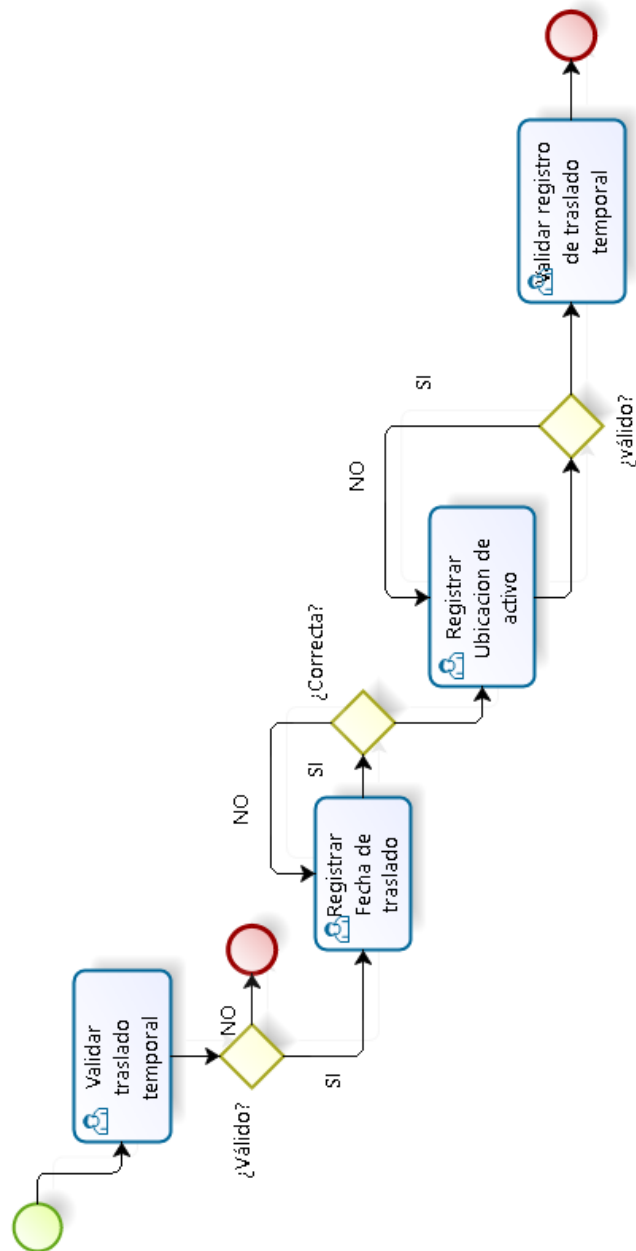 Validar
traslado
temporal
¿Válido?
NO
SI
Registrar
Fecha de
traslado
NO
SI
¿Correcta?
Registrar
Ubicacion de
activo
NO
SI
¿válido?
Validar registro
de traslado
temporal